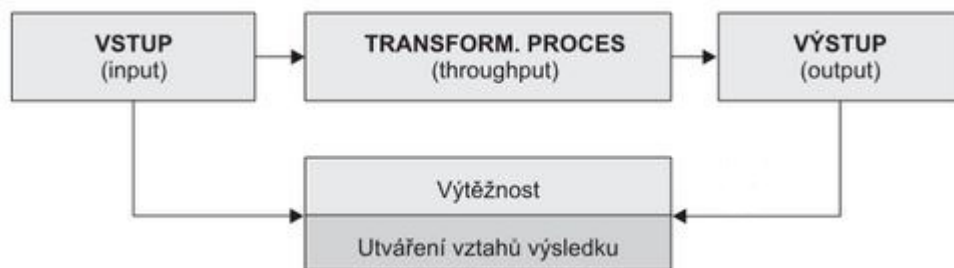 VSTUP
(input)
TRANSFORM. PROCES
(throughput)
VÝSTUP
(output)
Výtěžnost
Utváření vztahů výsledku